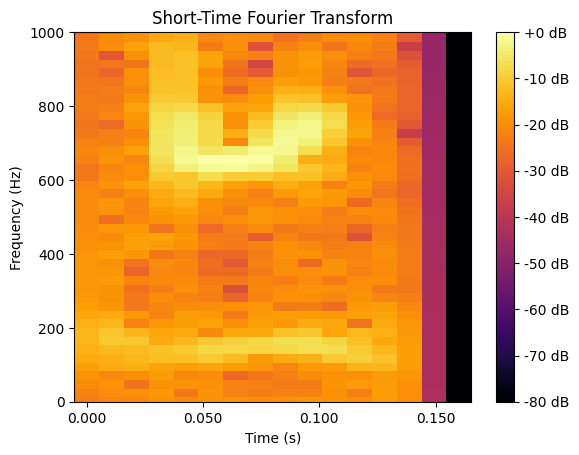 Short-Time Fourier Transform
1000
800
600
400
200
0
Frequency (Hz)
0.000
0.050
0.100
0.150
Time (s)
+0 dB
-10 dB
-20 dB
-30 dB
-40 dB
-50 dB
-60 dB
-70 dB
-80 dB